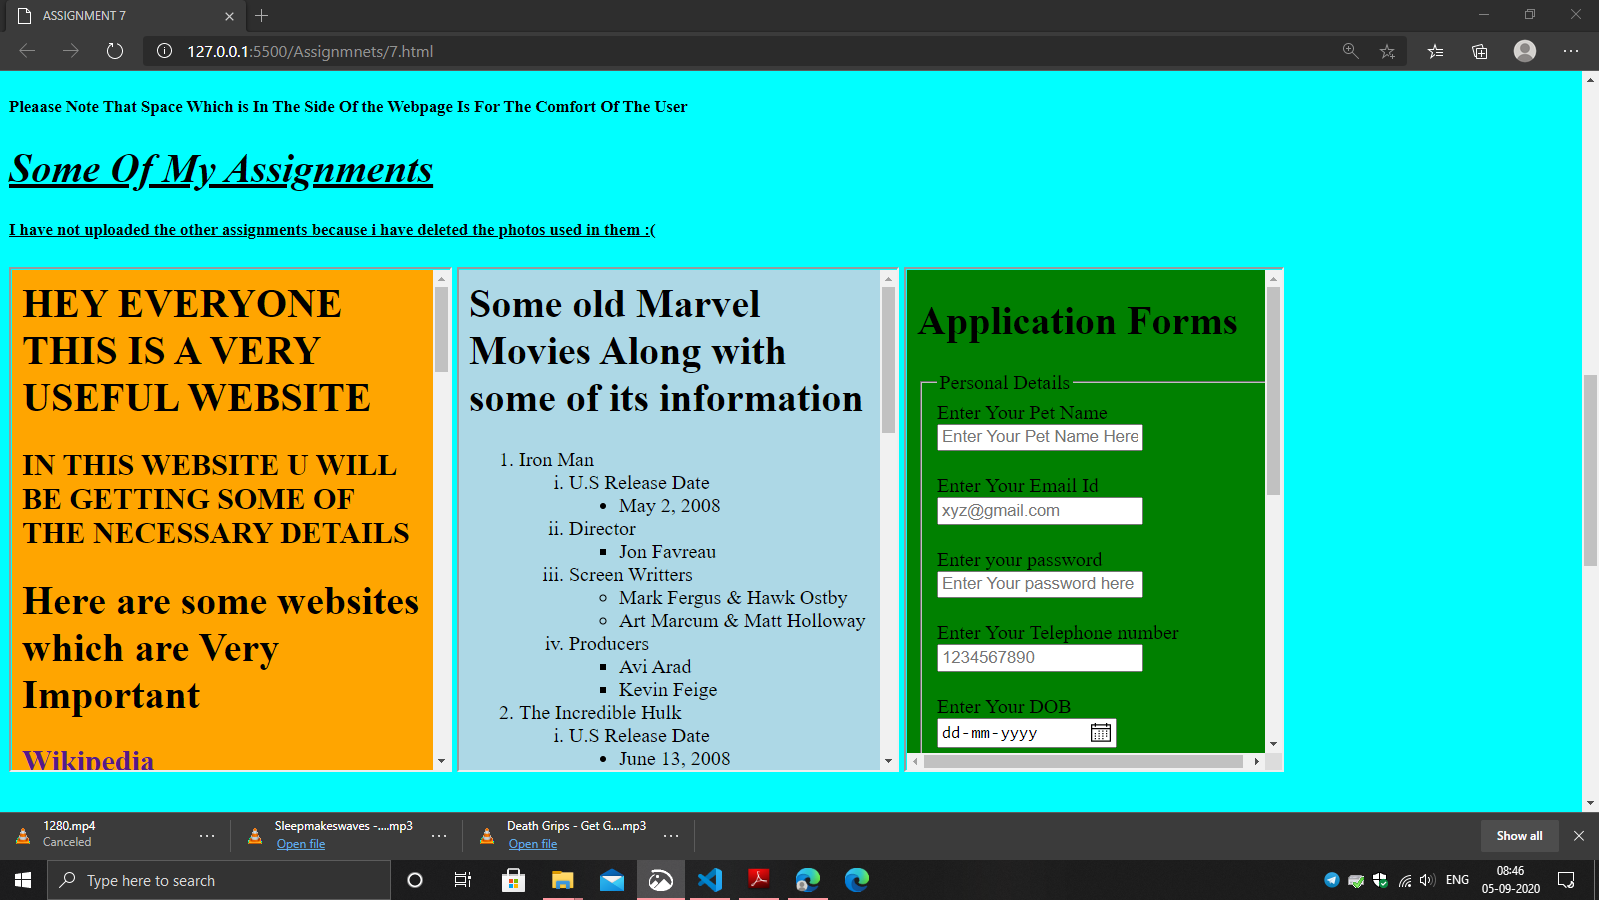 ASSIGNMENT 7
127.0.0.1:5500/Assignmnets/7.html
Pleaase Note That Space Which is In The Side Of the Webpage Is For The Comfort Of The User
Some Of My Assignments
I have not uploaded the other assignments because i have deleted the photos used in them :(
HEY EVERYONE
THIS IS A VERY
USEFUL WEBSITE
IN THIS WEBSITE U WILL
BE GETTING SOME OF
THE NECESSARY DETAILS
Here are some websites
which are Very
Important
Wikipedia
Some old Marvel
Movies Along with
some of its information
1. Iron Man
i. U.S Release Date
• May 2, 2008
ii. Director
▪ Jon Favreau
iii. Screen Writters
◦ Mark Fergus & Hawk Ostby
◦ Art Marcum & Matt Holloway
iv. Producers
▪ Avi Arad
▪ Kevin Feige
2. The Incredible Hulk
i. U.S Release Date
• June 13, 2008
Application Forms
Personal Details
Enter Your Pet Name
Enter Your Pet Name Here
Enter Your Email Id
xyz@gmail.com
Enter your password
Enter Your password here
Enter Your Telephone number
1234567890
Enter Your DOB
dd-mm-yyyy
1280.mp4
Canceled
Sleepmakeswaves -....mp3
Open file
Death Grips - Get G....mp3
Open file
Show all
Type here to search
ENG
08:46
05-09-2020